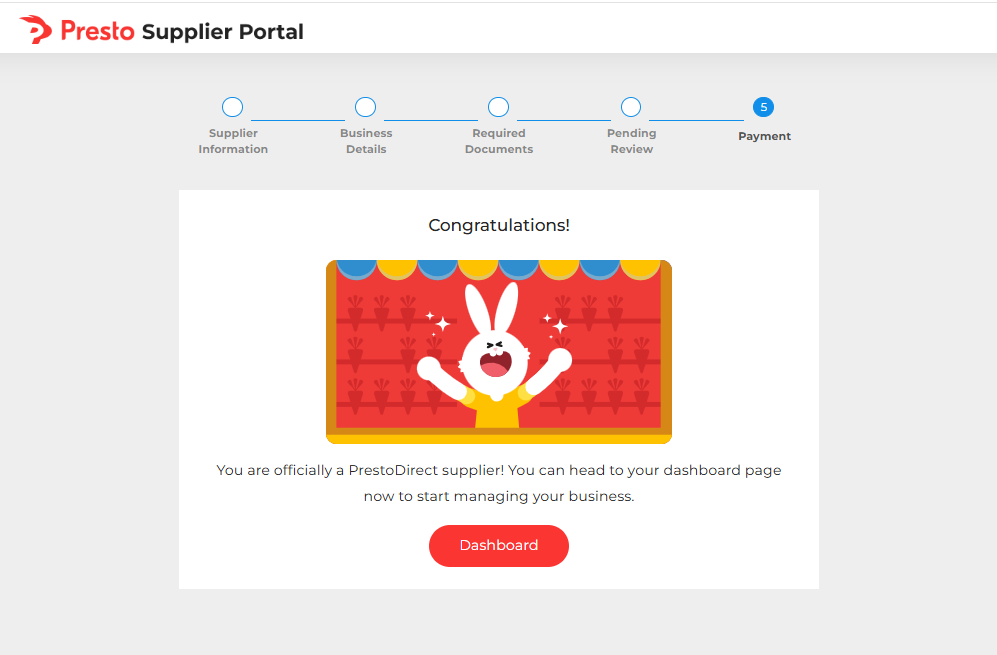 Presto Supplier Portal
5
Supplier
Information
Business
Details
Required
Documents
Pending
Review
Payment
Congratulations!
You are officially a PrestoDirect supplier! You can head to your dashboard page
now to start managing your business.
Dashboard